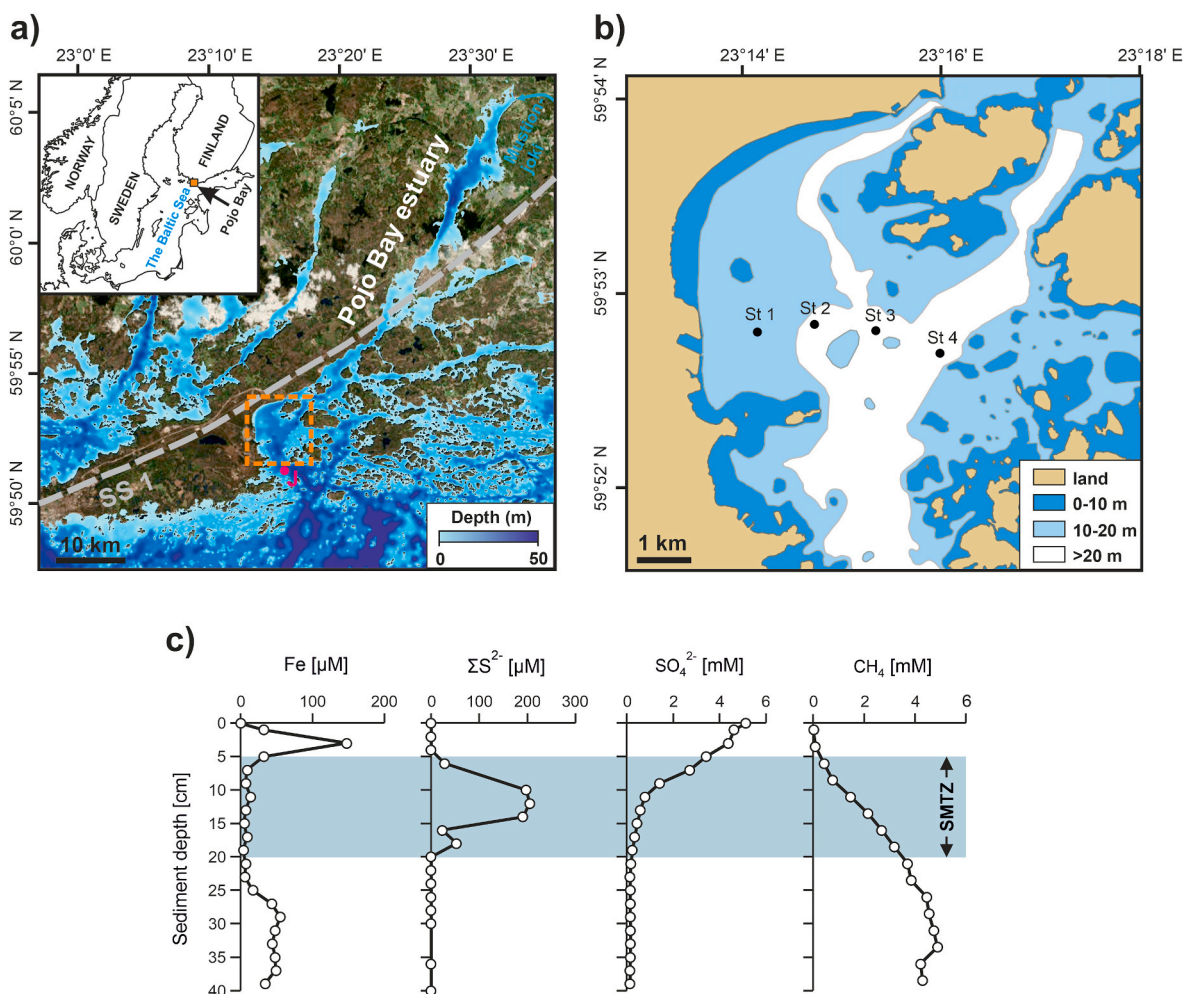 a)
23°0' E 23°10' E 23°20' E 23°30' E
60°5' N
60°0' N
59°55' N
59°50' N
NORWAY
SWEDEN
FINLAND
The Baltic Sea
Pojo Bay
Pojo Bay estuary
Mustion-
joki
SS 1
J
10 km
Depth (m)
0 50
b)
23°14' E 23°16' E 23°18' E
59°54' N
59°53' N
59°52' N
St 1
St 2
St 3
St 4
1 km
land
0-10 m
10-20 m
>20 m
c)
Fe [µM] ΣS²⁻ [µM] SO₄²⁻ [mM] CH₄ [mM]
0 100 200 0 100 200 300 0 2 4 6 0 2 4 6
Sediment depth [cm]
0
5
10
15
20
25
30
35
40
SMTZ